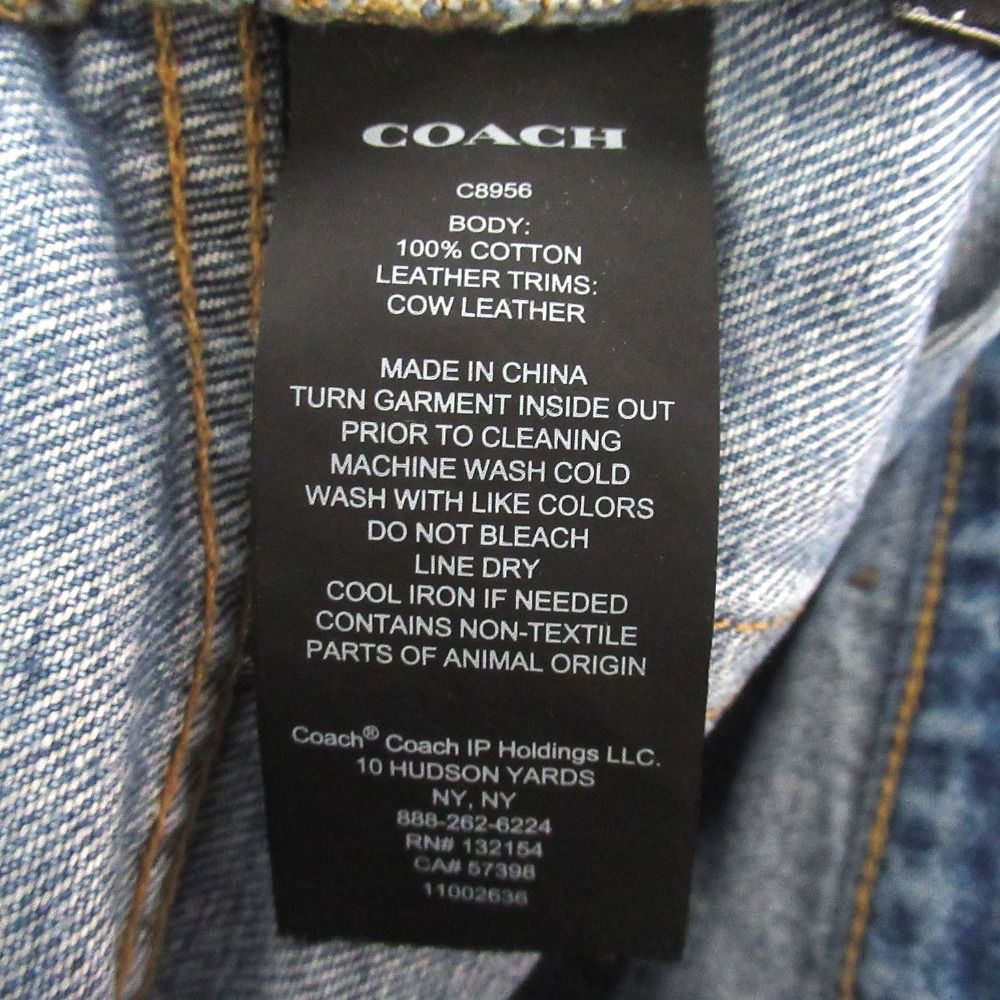 COACH
C8956
BODY:
100% COTTON
LEATHER TRIMS:
COW LEATHER
MADE IN CHINA
TURN GARMENT INSIDE OUT
PRIOR TO CLEANING
MACHINE WASH COLD
WASH WITH LIKE COLORS
DO NOT BLEACH
LINE DRY
COOL IRON IF NEEDED
CONTAINS NON-TEXTILE
PARTS OF ANIMAL ORIGIN
Coach® Coach IP Holdings LLC.
10 HUDSON YARDS
NY, NY
888-262-6224
RN# 132154
CA# 57398
11002636